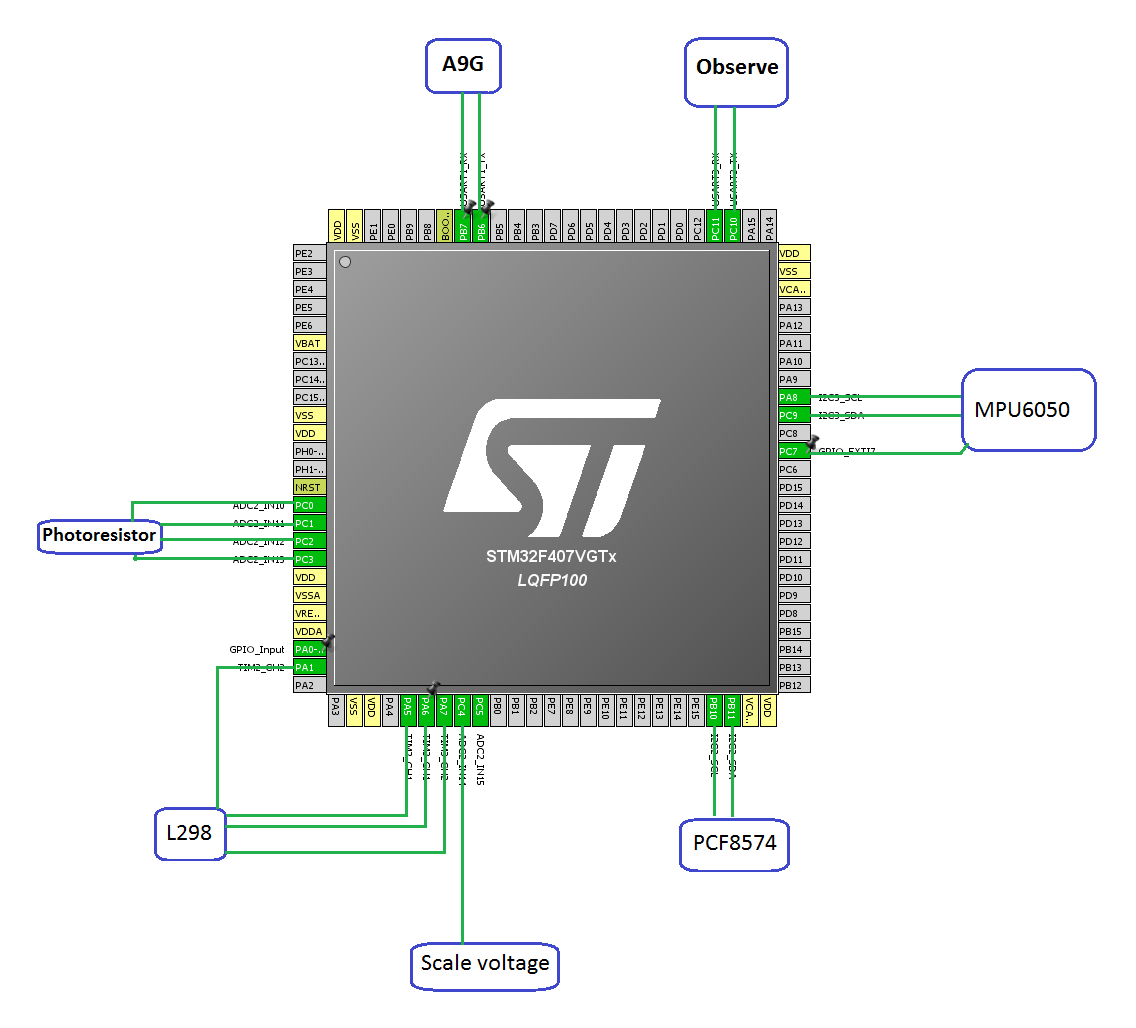 A9G
Observe
USART1_RX
USART1_TX
USART3_RX
USART3_TX
VDD
VSS
PE1
PE0
PB9
PB8
BOO..
PB7
PB6
PB5
PB4
PB3
PD7
PD6
PD5
PD4
PD3
PD2
PD1
PD0
PC12
PC11
PC10
PA15
PA14
PE2
PE3
PE4
PE5
PE6
VBAT
PC13..
PC14..
PC15..
VSS
VDD
PH0-..
PH1-..
NRST
PC0
PC1
PC2
PC3
VDD
VSSA
VRE..
VDDA
PA0-..
PA1
PA2
ADC2_IN10
ADC2_IN11
ADC2_IN12
ADC2_IN13
Photoresistor
GPIO_Input
TIM2_CH2
STM32F407VGTx
LQFP100
VDD
VSS
VCA..
PA13
PA12
PA11
PA10
PA9
PA8
PC9
PC8
PC7
PC6
PD15
PD14
PD13
PD12
PD11
PD10
PD9
PD8
PB15
PB14
PB13
PB12
I2C3_SCL
I2C3_SDA
GPIO_EXTI7
MPU6050
PA3
VSS
VDD
PA4
PA5
PA6
PA7
PC4
PC5
PB0
PB1
PB2
PE7
PE8
PE9
PE10
PE11
PE12
PE13
PE14
PE15
PB10
PB11
VCA..
VDD
TIM2_CH1
TIM3_CH1
TIM3_CH2
ADC2_IN14
ADC2_IN15
I2C2_SCL
I2C2_SDA
L298
PCF8574
Scale voltage